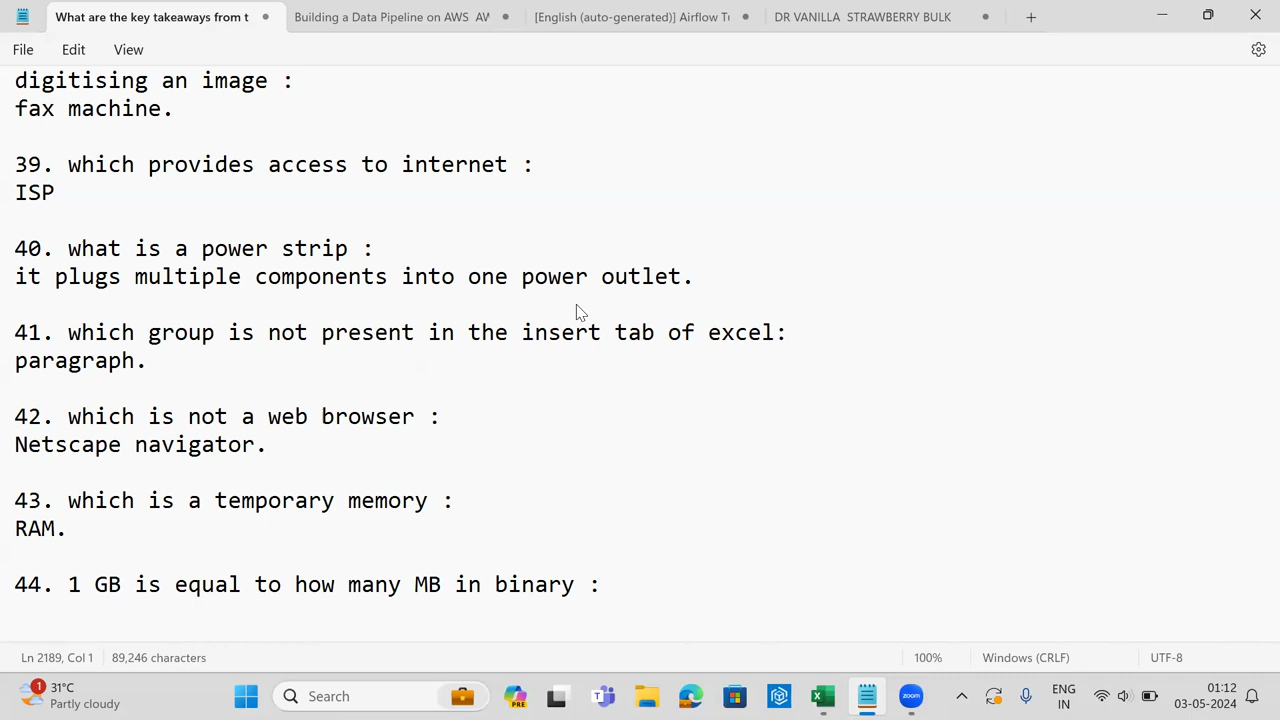 What are the key takeaways from t
Building a Data Pipeline on AWS AW
[English (auto-generated)] Airflow Tu
DR VANILLA STRAWBERRY BULK
File Edit View
digitising an image :
fax machine.
39. which provides access to internet :
ISP
40. what is a power strip :
it plugs multiple components into one power outlet.
41. which group is not present in the insert tab of excel:
paragraph.
42. which is not a web browser :
Netscape navigator.
43. which is a temporary memory :
RAM.
44. 1 GB is equal to how many MB in binary :
Ln 2189, Col 1 89,246 characters 100% Windows (CRLF) UTF-8
1
31°C
Partly cloudy
Search
PRE
zoom
ENG
IN
01:12
03-05-2024